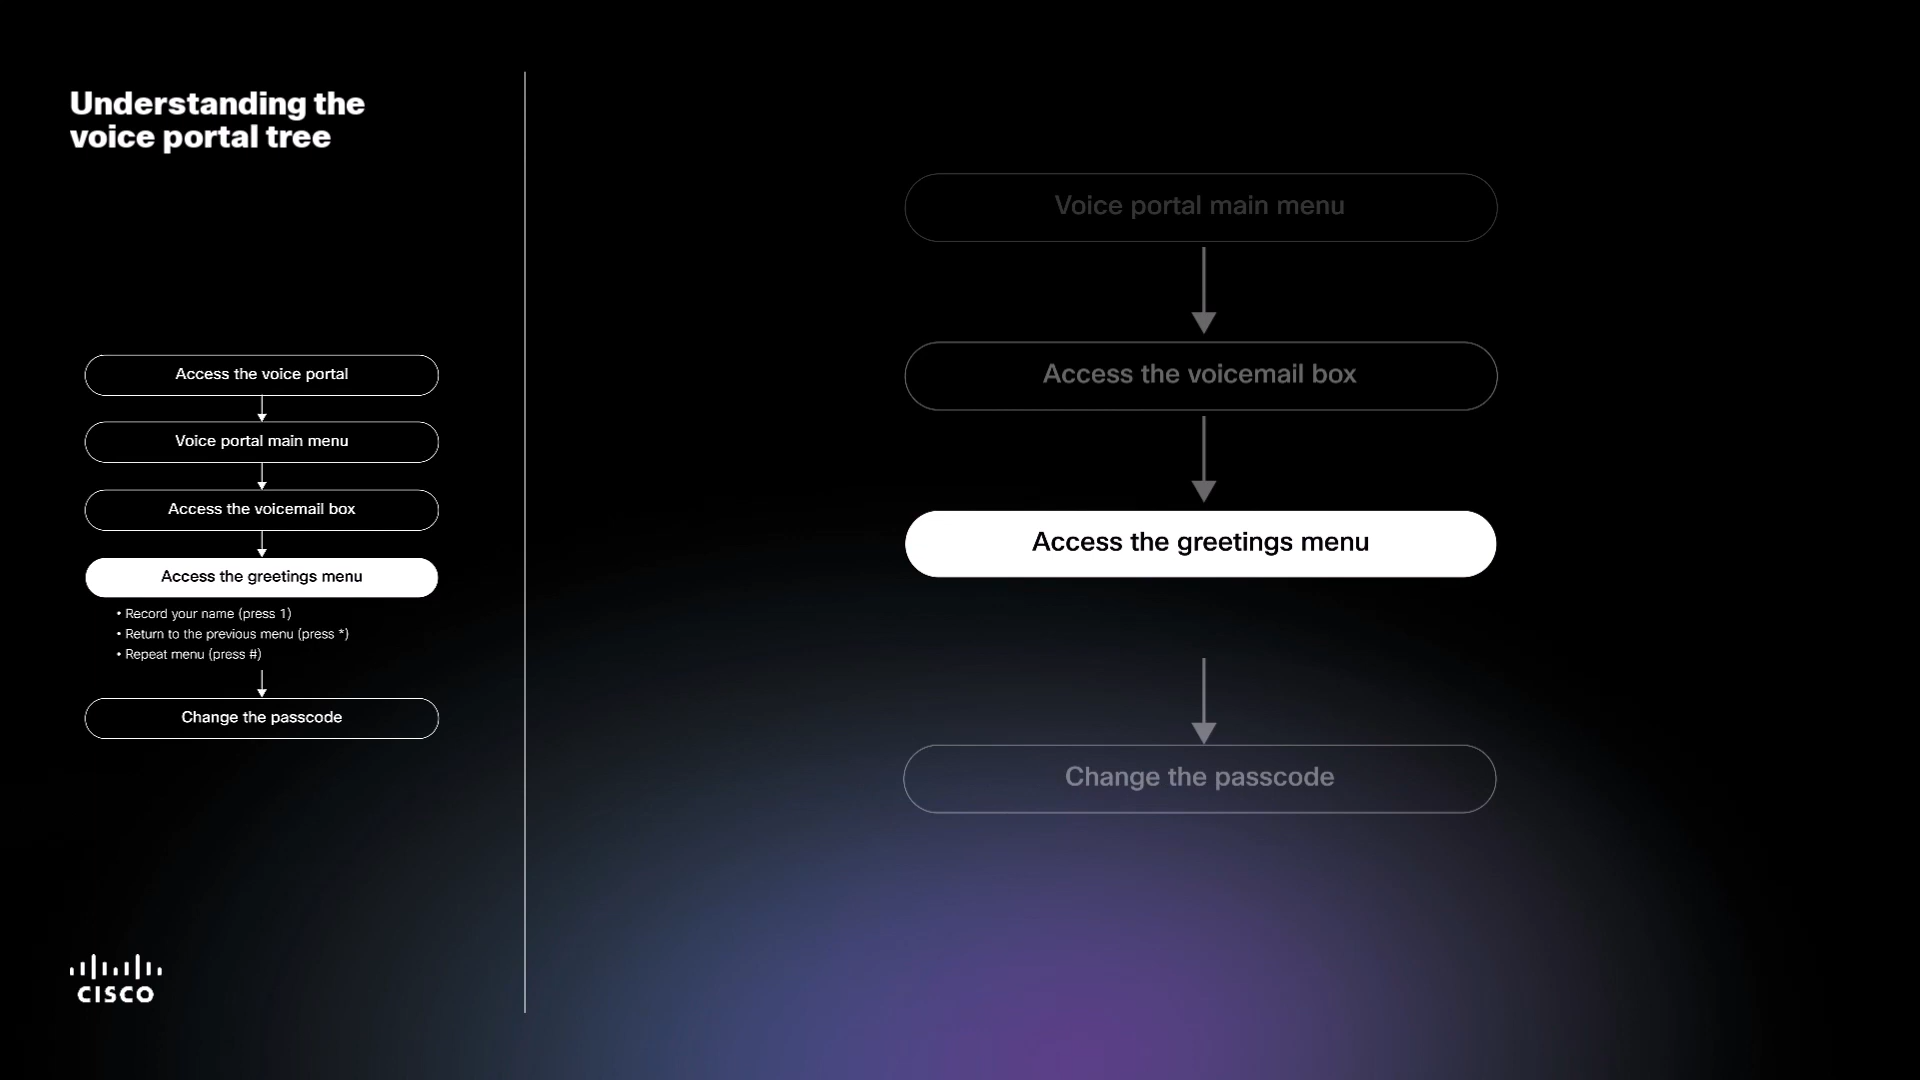 Understanding the
voice portal tree
Access the voice portal
Voice portal main menu
Access the voicemail box
Access the greetings menu
• Record your name (press 1)
• Return to the previous menu (press *)
• Repeat menu (press #)
Change the passcode
CISCO
Voice portal main menu
Access the voicemail box
Access the greetings menu
Change the passcode